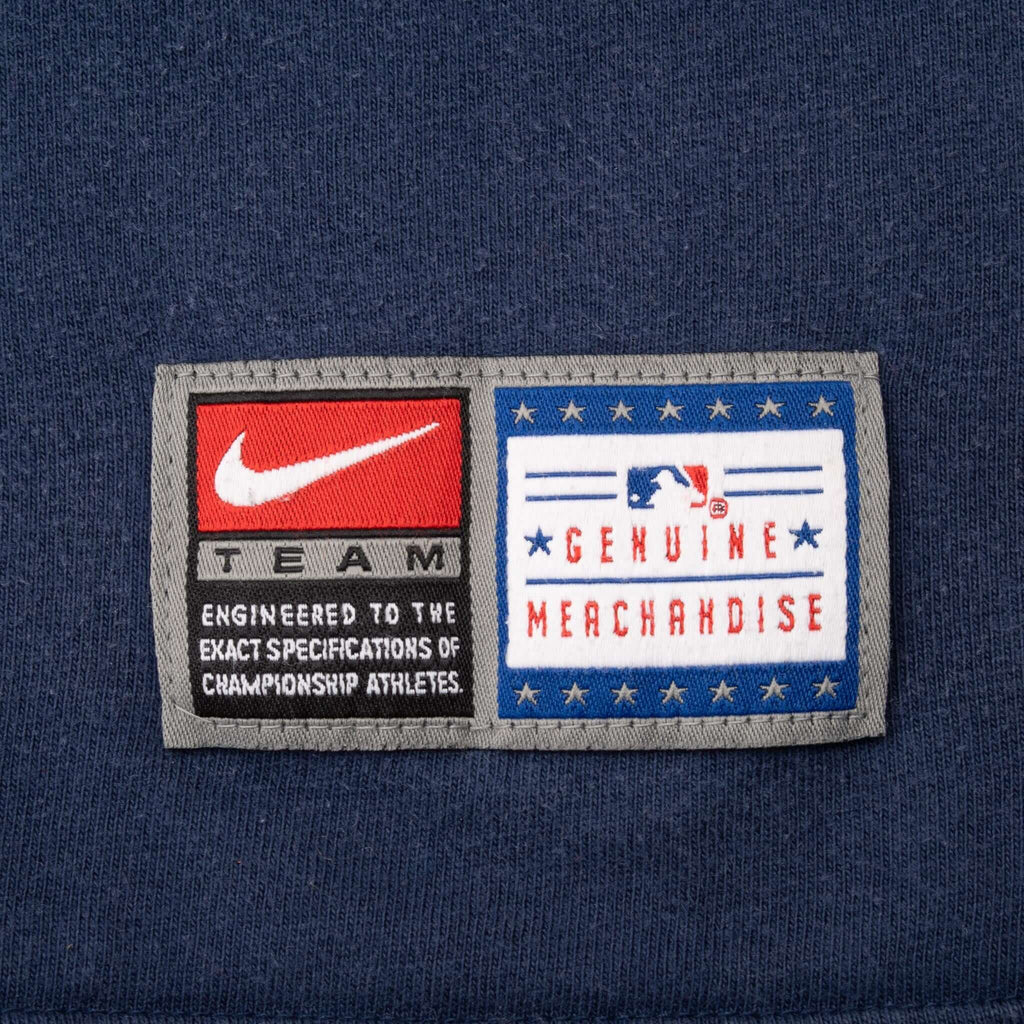 TEAM
ENGINEERED TO THE
EXACT SPECIFICATIONS OF
CHAMPIONSHIP ATHLETES.
®
GENUINE
MERCHANDISE